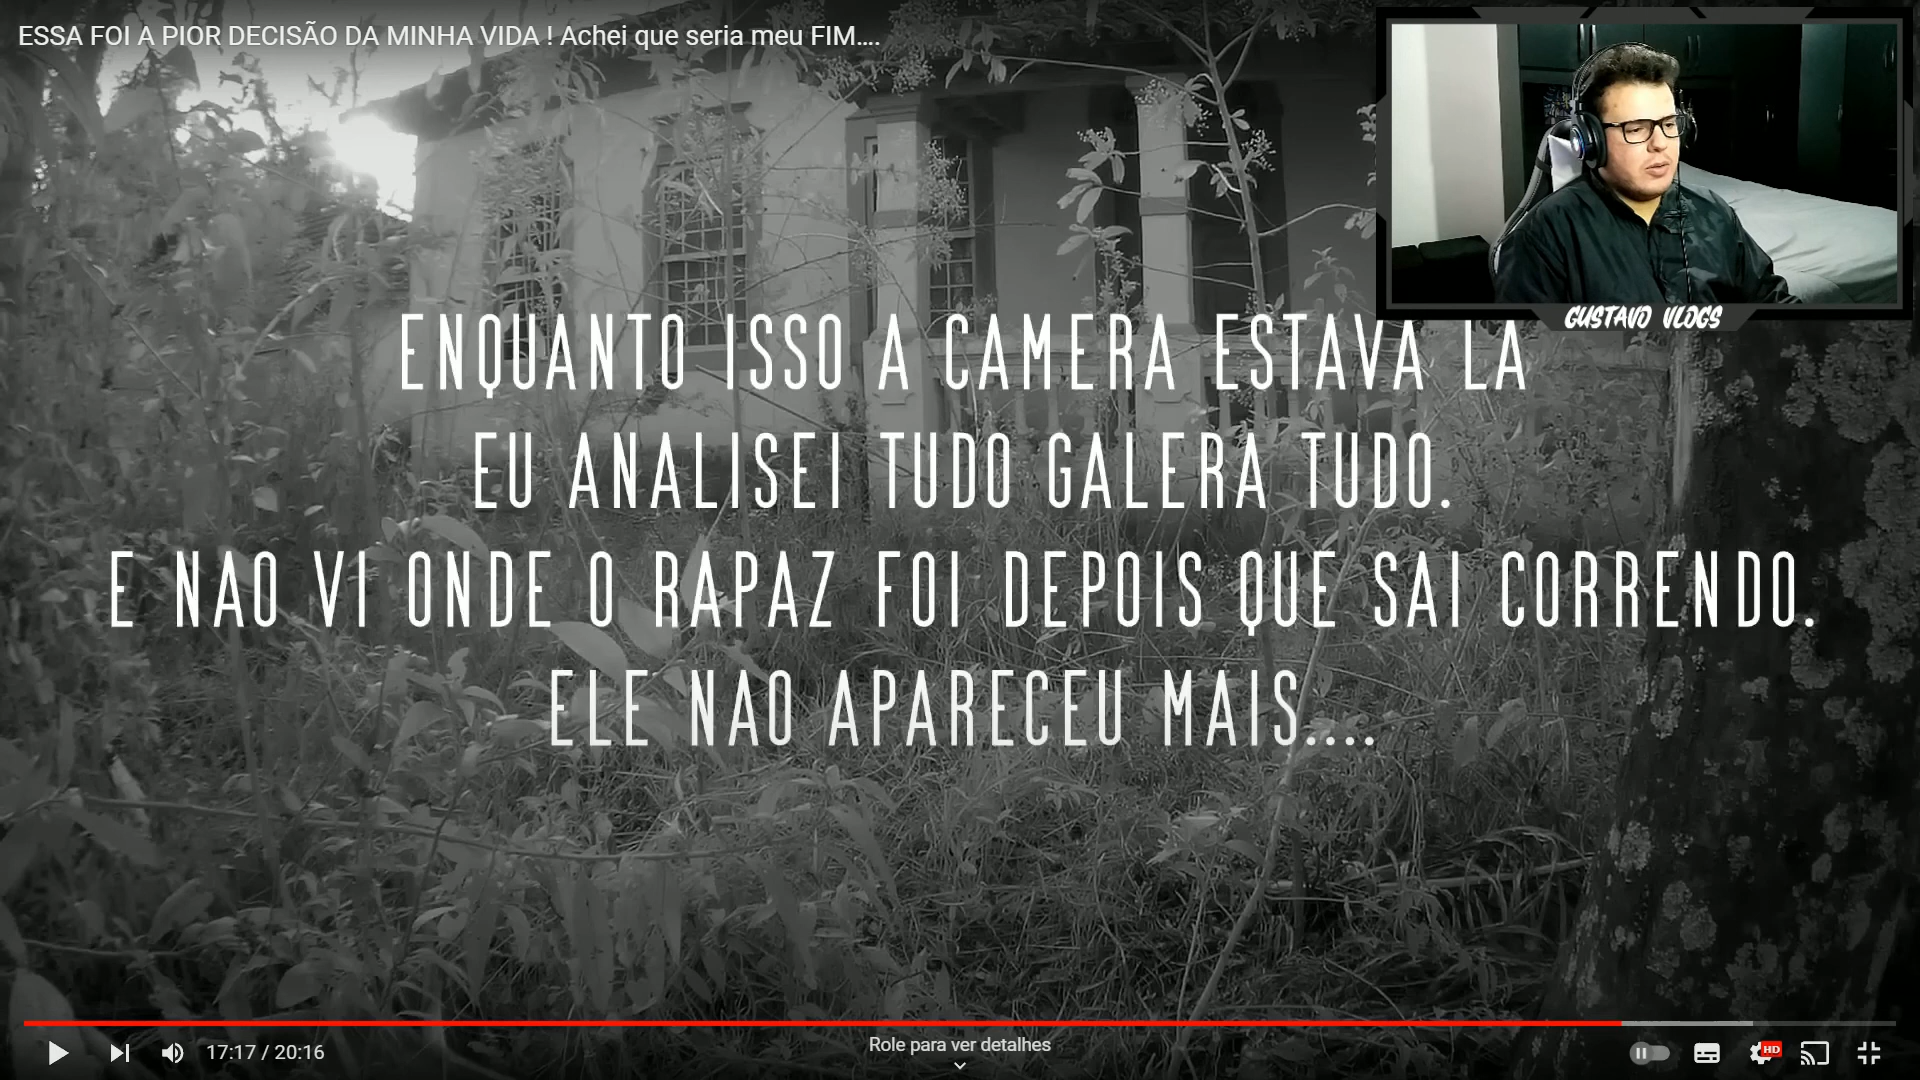 ESSA FOI A PIOR DECISÃO DA MINHA VIDA ! Achei que seria meu FIM....
GUSTAVO VLOGS
ENQUANTO ISSO A CAMERA ESTAVA LA
EU ANALISEI TUDO GALERA TUDO.
E NAO VI ONDE O RAPAZ FOI DEPOIS QUE SAI CORRENDO.
ELE NAO APARECEU MAIS....
17:17 / 20:16
Role para ver detalhes
HD